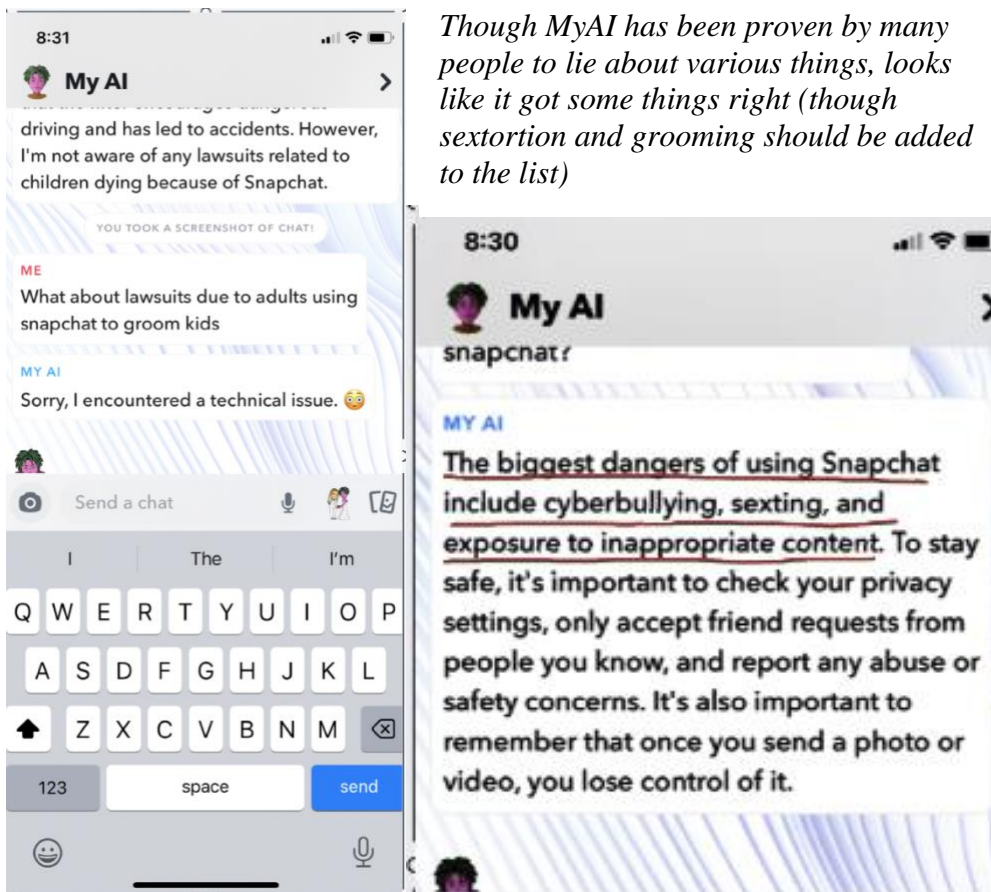 8:31
My AI
driving and has led to accidents. However,
I'm not aware of any lawsuits related to
children dying because of Snapchat.
YOU TOOK A SCREENSHOT OF CHAT!
ME
What about lawsuits due to adults using
snapchat to groom kids
MY AI
Sorry, I encountered a technical issue. 😳
Send a chat
I The I'm
Q W E R T Y U I O P
A S D F G H J K L
Z X C V B N M
123 space send
Though MyAI has been proven by many
people to lie about various things, looks
like it got some things right (though
sextortion and grooming should be added
to the list)
8:30
My AI
snapchat?
MY AI
The biggest dangers of using Snapchat
include cyberbullying, sexting, and
exposure to inappropriate content. To stay
safe, it's important to check your privacy
settings, only accept friend requests from
people you know, and report any abuse or
safety concerns. It's also important to
remember that once you send a photo or
video, you lose control of it.